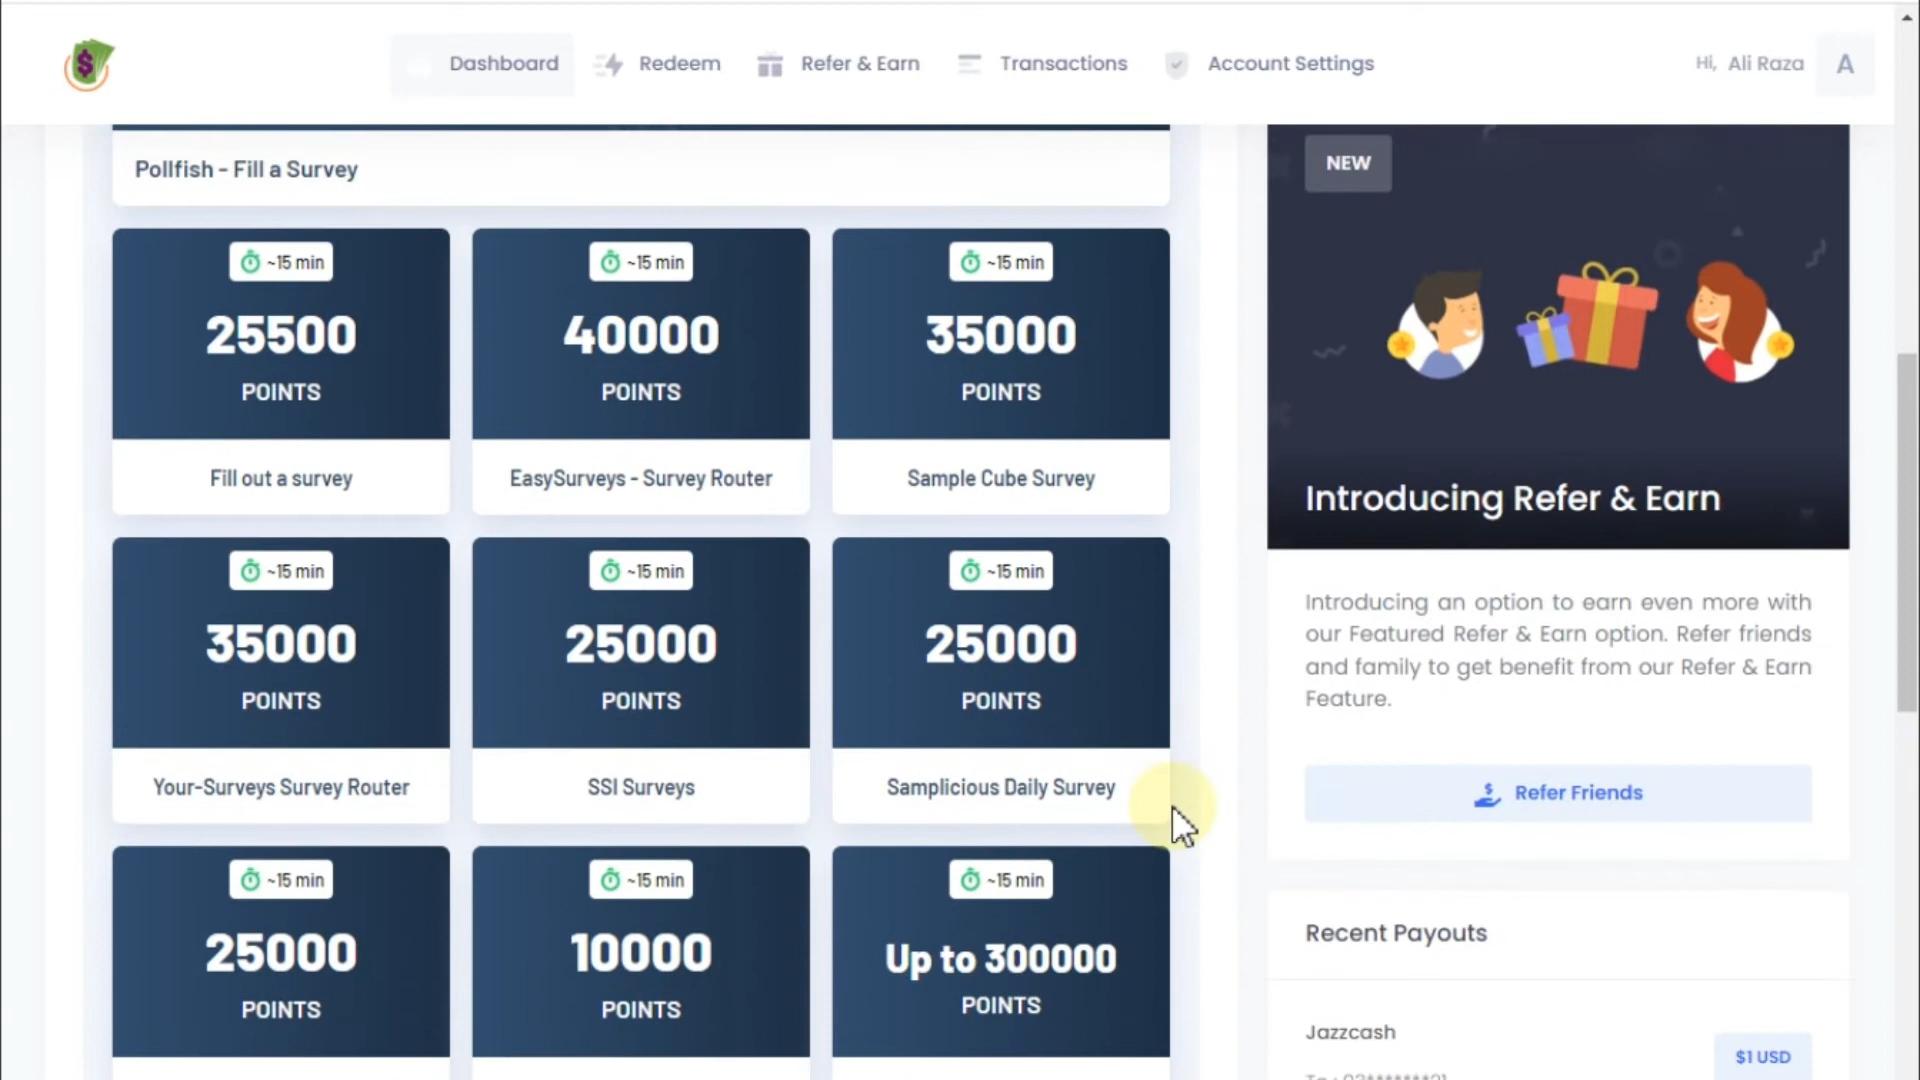 Dashboard
Redeem
Refer & Earn
Transactions
Account Settings
Hi, Ali Raza
A
Pollfish - Fill a Survey
~15 min
25500
POINTS
Fill out a survey
~15 min
40000
POINTS
EasySurveys - Survey Router
~15 min
35000
POINTS
Sample Cube Survey
~15 min
35000
POINTS
Your-Surveys Survey Router
~15 min
25000
POINTS
SSI Surveys
~15 min
25000
POINTS
Samplicious Daily Survey
~15 min
25000
POINTS
~15 min
10000
POINTS
~15 min
Up to 300000
POINTS
NEW
Introducing Refer & Earn
Introducing an option to earn even more with
our Featured Refer & Earn option. Refer friends
and family to get benefit from our Refer & Earn
Feature.
$ Refer Friends
Recent Payouts
Jazzcash
$1 USD